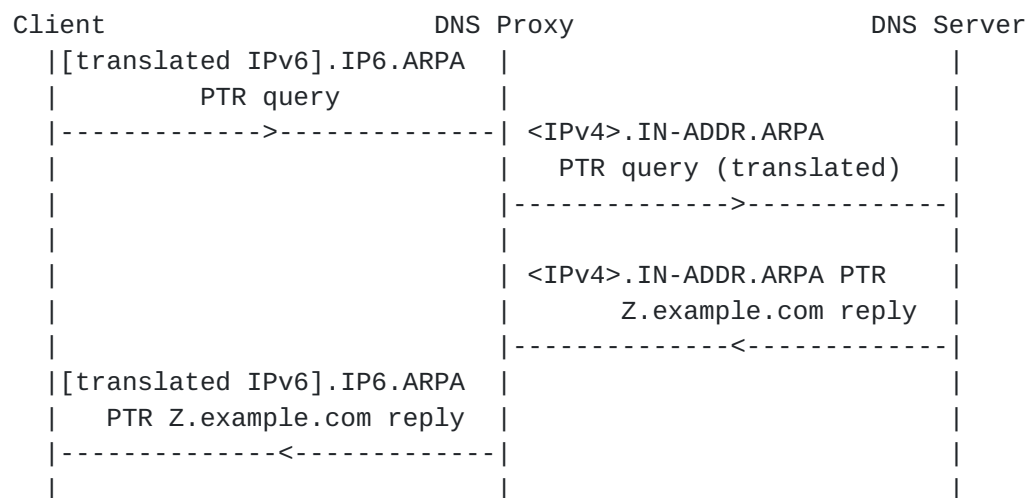 Client                     DNS Proxy                   DNS Server
  |[translated IPv6].IP6.ARPA  |                            |
  |         PTR query          |                            |
  |------------->--------------| <IPv4>.IN-ADDR.ARPA        |
  |                            |   PTR query (translated)   |
  |                            |-------------->-------------|
  |                            |                            |
  |                            | <IPv4>.IN-ADDR.ARPA PTR    |
  |                            |       Z.example.com reply  |
  |                            |--------------<-------------|
  |[translated IPv6].IP6.ARPA  |                            |
  |   PTR Z.example.com reply  |                            |
  |--------------<-------------|                            |
  |                            |                            |